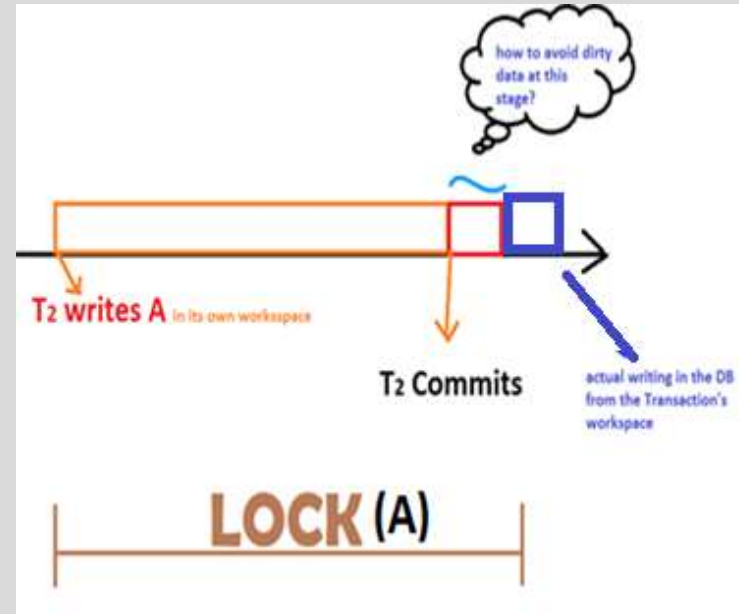 how to avoid dirty
data at this
stage?
T2 writes A in its own worksspace
T2 Commits
actual writing in the DB
from the Transaction's
workspace
LOCK (A)